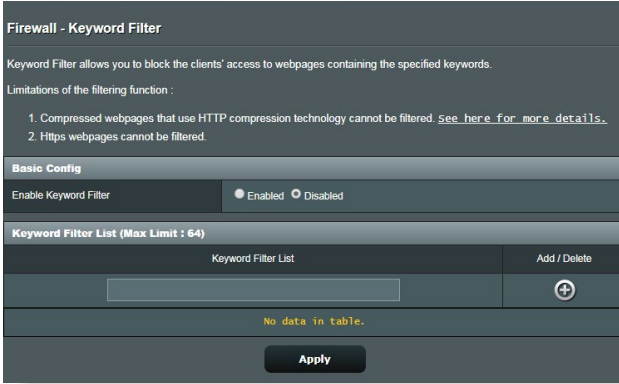 Firewall - Keyword Filter
Keyword Filter allows you to block the clients' access to webpages containing the specified keywords.
Limitations of the filtering function :
1. Compressed webpages that use HTTP compression technology cannot be filtered. See here for more details.
2. Https webpages cannot be filtered.
Basic Config
Enable Keyword Filter Enabled Disabled
Keyword Filter List (Max Limit : 64)
Keyword Filter List Add / Delete
No data in table.
Apply